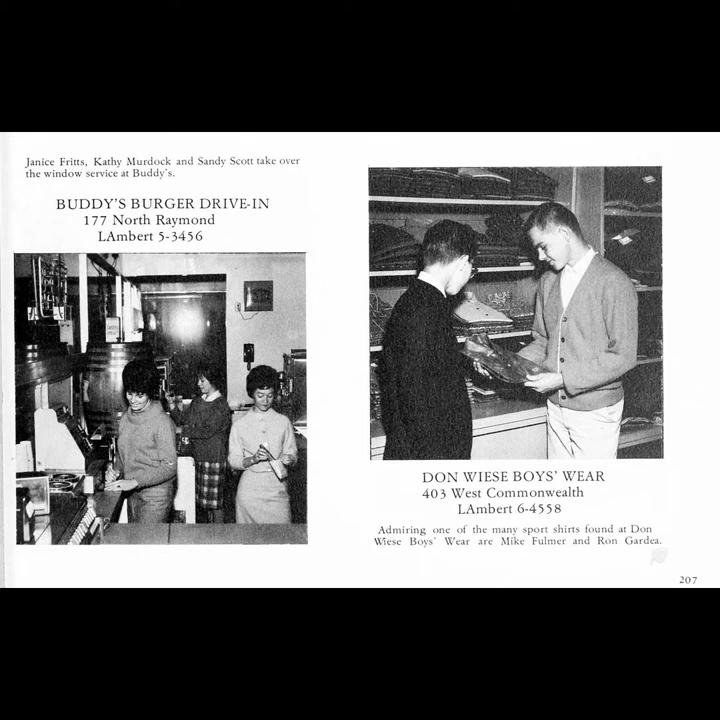 Janice Fritts, Kathy Murdock and Sandy Scott take over
the window service at Buddy's.
BUDDY'S BURGER DRIVE-IN
177 North Raymond
LAmbert 5-3456
DON WIESE BOYS' WEAR
403 West Commonwealth
LAmbert 6-4558
Admiring one of the many sport shirts found at Don
Wiese Boys' Wear are Mike Fulmer and Ron Gardea.
207